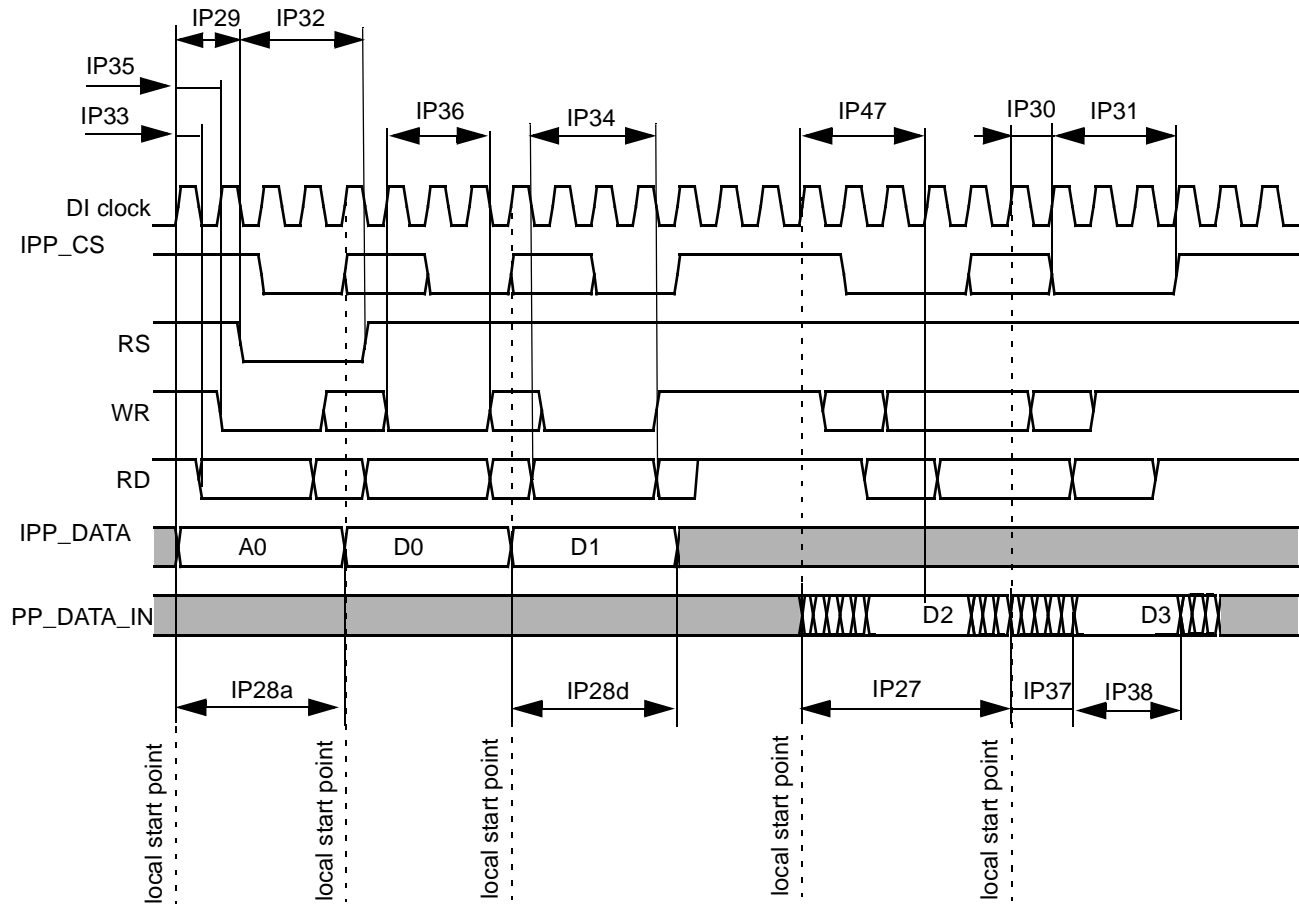 IP29
IP32
IP35
IP33
IP36
IP34
IP47
IP30
IP31
DI clock
IPP_CS
RS
WR
RD
IPP_DATA
A0
D0
D1
PP_DATA_IN
D2
D3
IP28a
IP28d
IP27
IP37
IP38
local start point
local start point
local start point
local start point
local start point